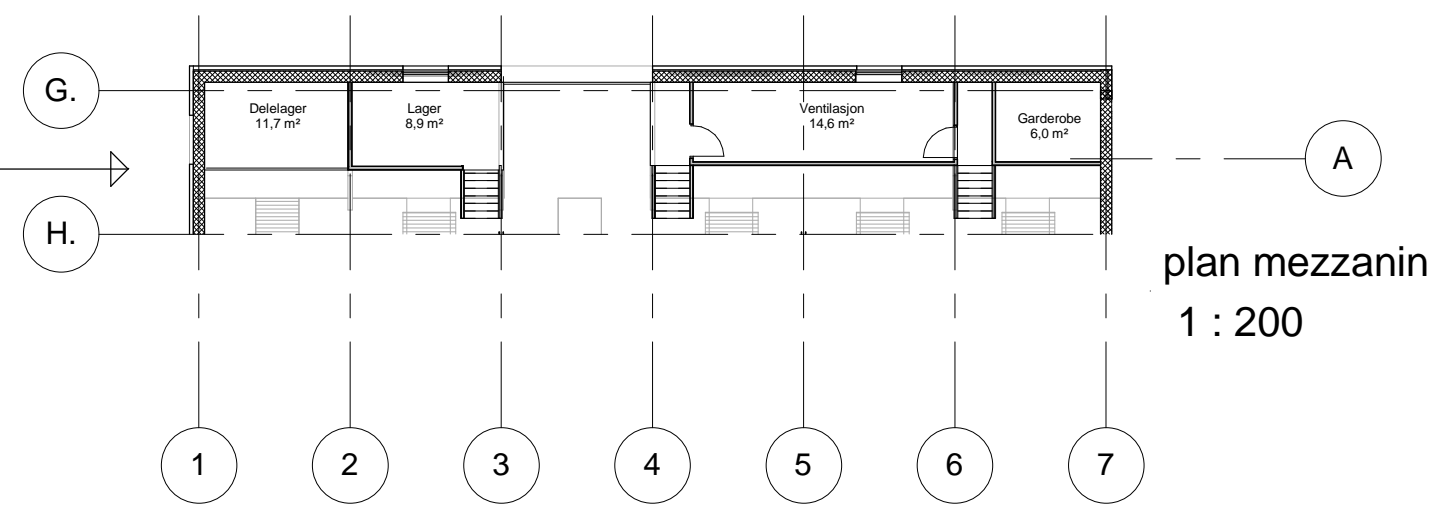 G.
Delelager
11,7 m²
Lager
8,9 m²
Ventilasjon
14,6 m²
Garderobe
6,0 m²
A
H.
plan mezzanin
1 : 200
1 2 3 4 5 6 7